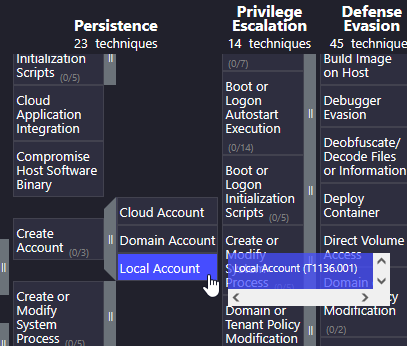 Persistence
23 techniques
Initialization
Scripts (0/5)
Cloud
Application
Integration
Compromise
Host Software
Binary
Create
Account (0/3)
Cloud Account
Domain Account
Local Account
Create or
Modify
System
Process (0/5)
Privilege
Escalation
14 techniques
(0/7)
Boot or
Logon
Autostart
Execution
(0/14)
Boot or
Logon
Initialization
Scripts (0/5)
Create or
Modify
Process
Local Account (T1136.001)
Domain or
Tenant Policy
Modification
Defense
Evasion
45 techniques
Build Image
on Host
Debugger
Evasion
Deobfuscate/
Decode Files
or Information
Deploy
Container
Direct Volume
Access
Domain
Policy
Modification
(0/2)